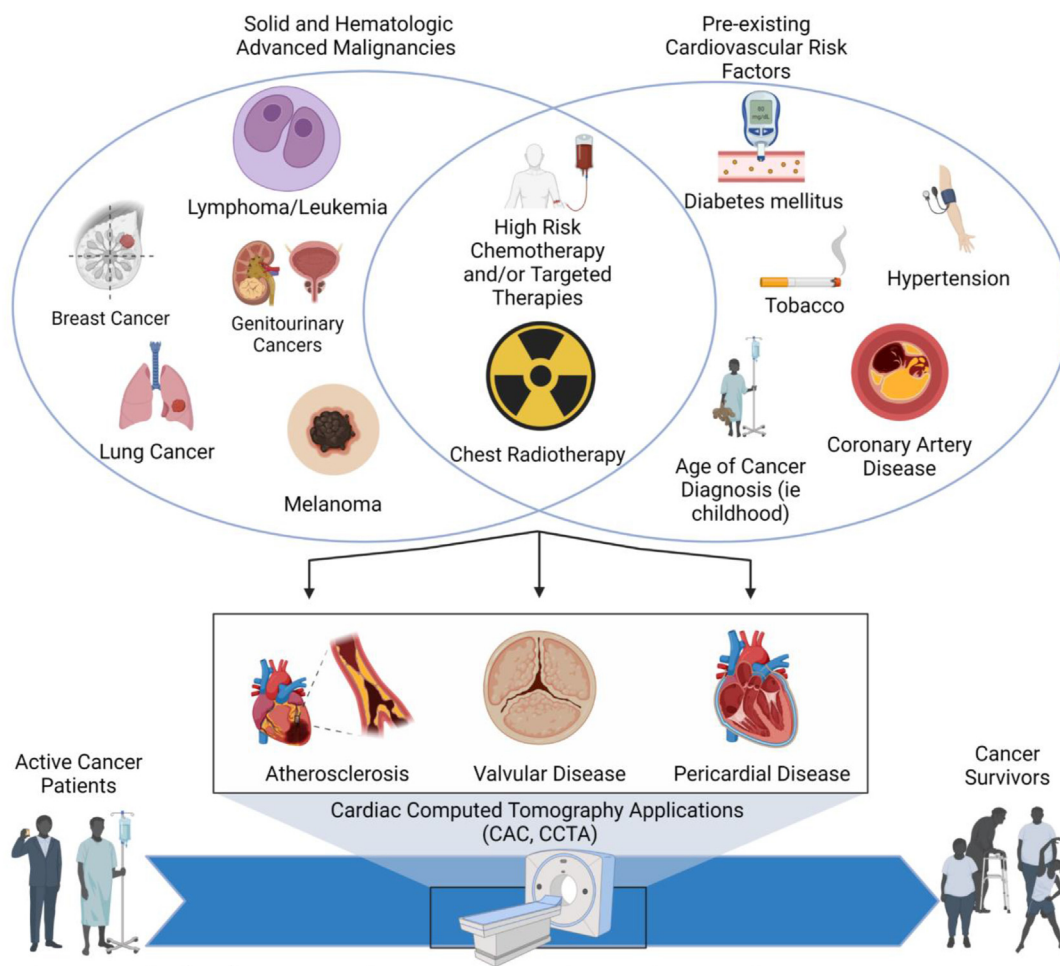 Solid and Hematologic
Advanced Malignancies
Pre-existing
Cardiovascular Risk
Factors
Lymphoma/Leukemia
Breast Cancer
Genitourinary
Cancers
Lung Cancer
Melanoma
High Risk
Chemotherapy
and/or Targeted
Therapies
Chest Radiotherapy
80
mg/dL
Diabetes mellitus
Hypertension
Tobacco
Age of Cancer
Diagnosis (ie
childhood)
Coronary Artery
Disease
Atherosclerosis
Valvular Disease
Pericardial Disease
Active Cancer
Patients
Cardiac Computed Tomography Applications
(CAC, CCTA)
Cancer
Survivors